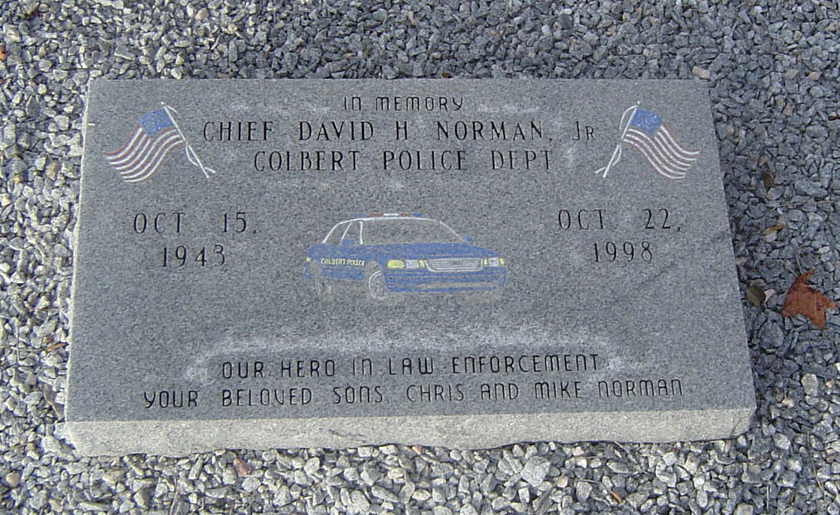 IN MEMORY
CHIEF DAVID H NORMAN, JR
COLBERT POLICE DEPT
OCT 15, 1943
OCT 22, 1998
COLBERT POLICE
OUR HERO IN LAW ENFORCEMENT
YOUR BELOVED SONS, CHRIS AND MIKE NORMAN